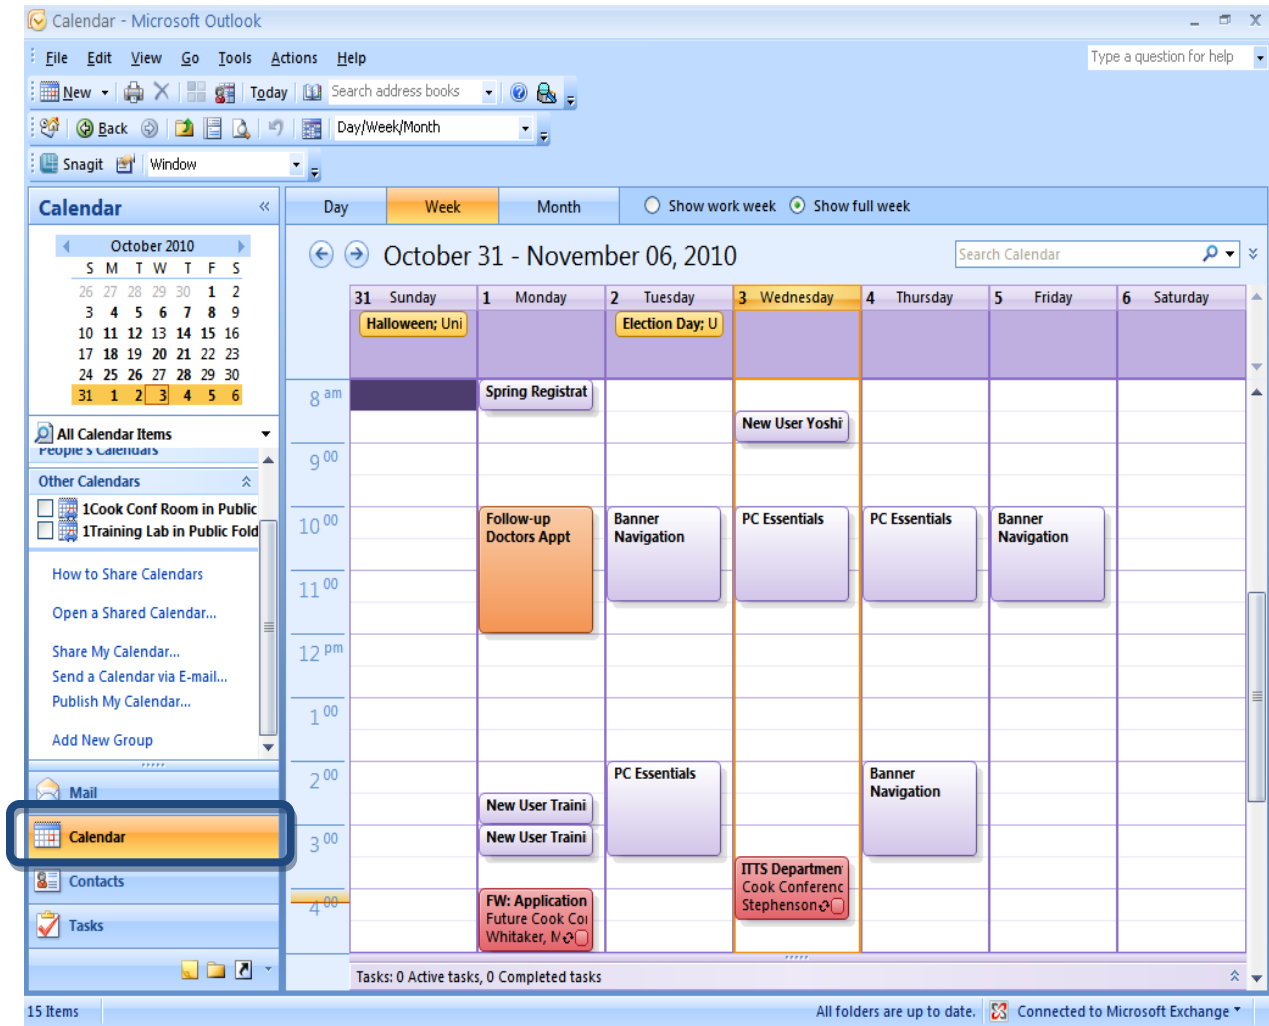 Calendar - Microsoft Outlook
File Edit View Go Tools Actions Help
Type a question for help
New Today Search address books
Back Day/Week/Month
Snagit Window
Calendar «
Day Week Month Show work week Show full week
October 2010
S M T W T F S
26 27 28 29 30 1 2
3 4 5 6 7 8 9
10 11 12 13 14 15 16
17 18 19 20 21 22 23
24 25 26 27 28 29 30
31 1 2 3 4 5 6
All Calendar Items
People's Calendars
Other Calendars
1Cook Conf Room in Public
1Training Lab in Public Fold
How to Share Calendars
Open a Shared Calendar...
Share My Calendar...
Send a Calendar via E-mail...
Publish My Calendar...
Add New Group
Mail
Calendar
Contacts
Tasks
October 31 - November 06, 2010
Search Calendar
31 Sunday 1 Monday 2 Tuesday 3 Wednesday 4 Thursday 5 Friday 6 Saturday
Halloween; Uni Election Day; U
8 am
Spring Registrat
New User Yoshi
9 00
10 00
Follow-up
Doctors Appt
Banner
Navigation
PC Essentials
PC Essentials
Banner
Navigation
11 00
12 pm
1 00
2 00
PC Essentials
Banner
Navigation
New User Traini
3 00
New User Traini
ITTS Departmen
Cook Conferenc
Stephenson
4 00
FW: Application
Future Cook Co
Whitaker, M
Tasks: 0 Active tasks, 0 Completed tasks
15 Items
All folders are up to date. Connected to Microsoft Exchange